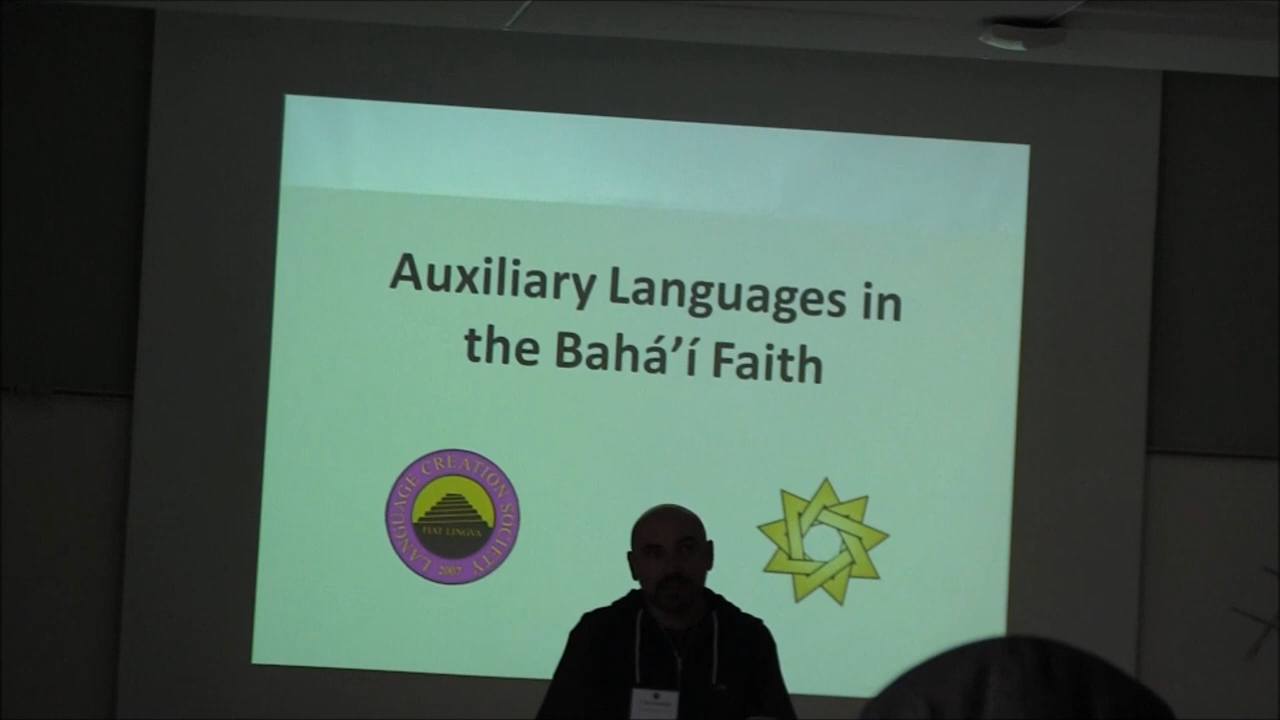 Auxiliary Languages in
the Bahá’í Faith
LANGUAGE CREATION SOCIETY
FIAT LINGVA
2007